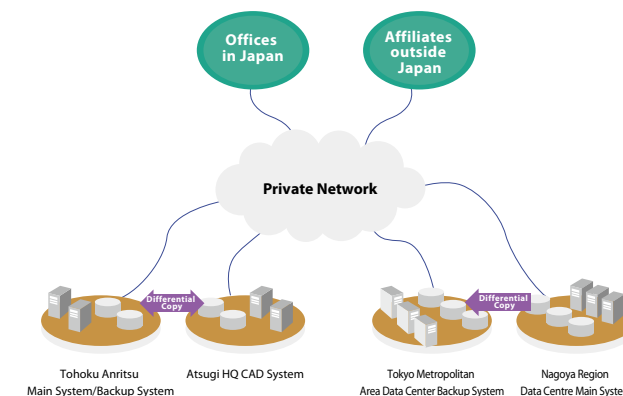 Offices
in Japan
Affiliates
outside
Japan
Private Network
Differential
Copy
Differential
Copy
Tohoku Anritsu
Main System/Backup System
Atsugi HQ CAD System
Tokyo Metropolitan
Area Data Center Backup System
Nagoya Region
Data Centre Main Syste